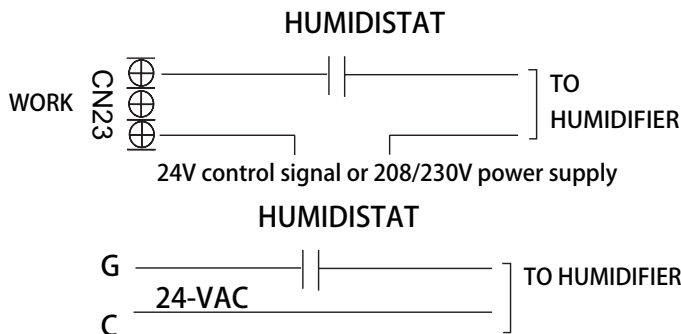 HUMIDISTAT
WORK
CN23
TO
HUMIDIFIER
24V control signal or 208/230V power supply
HUMIDISTAT
G
24-VAC
C
TO HUMIDIFIER